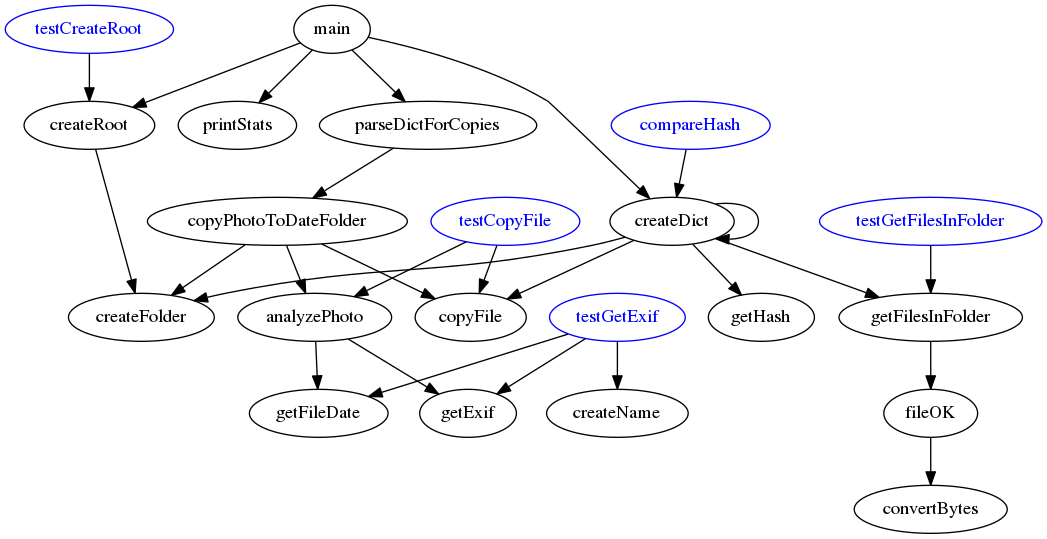 testCreateRoot
main
createRoot
printStats
parseDictForCopies
compareHash
copyPhotoToDateFolder
testCopyFile
createDict
testGetFilesInFolder
createFolder
analyzePhoto
copyFile
testGetExif
getHash
getFilesInFolder
getFileDate
getExif
createName
fileOK
convertBytes